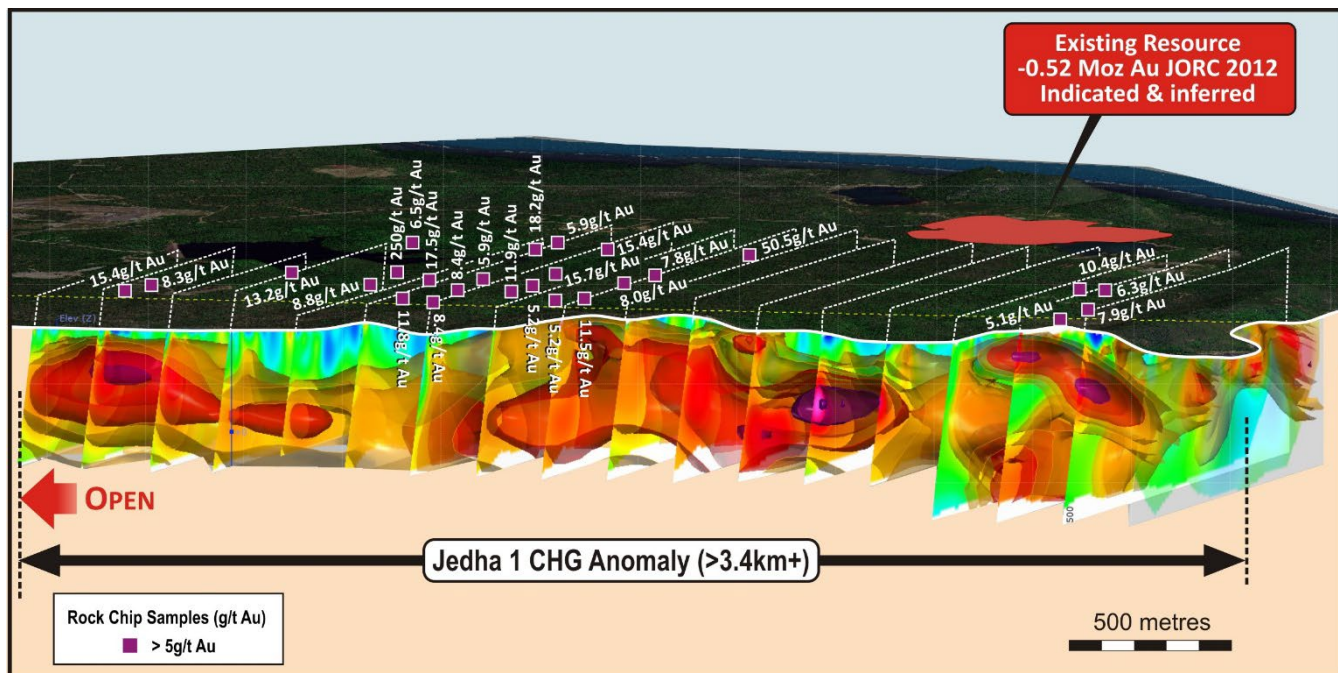 Existing Resource
-0.52 Moz Au JORC 2012
Indicated & inferred
15.4g/t Au
8.3g/t Au
13.2g/t Au
8.8g/t Au
250g/t Au
6.5g/t Au
17.5g/t Au
8.4g/t Au
5.9g/t Au
11.9g/t Au
18.2g/t Au
5.9g/t Au
15.4g/t Au
15.7g/t Au
7.8g/t Au
8.0g/t Au
50.5g/t Au
10.4g/t Au
6.3g/t Au
5.1g/t Au
7.9g/t Au
11.8g/t Au
8.4g/t Au
5.2g/t Au
5.2g/t Au
11.5g/t Au
Elev (Z)
500
OPEN
Jedha 1 CHG Anomaly (>3.4km+)
Rock Chip Samples (g/t Au)
> 5g/t Au
500 metres